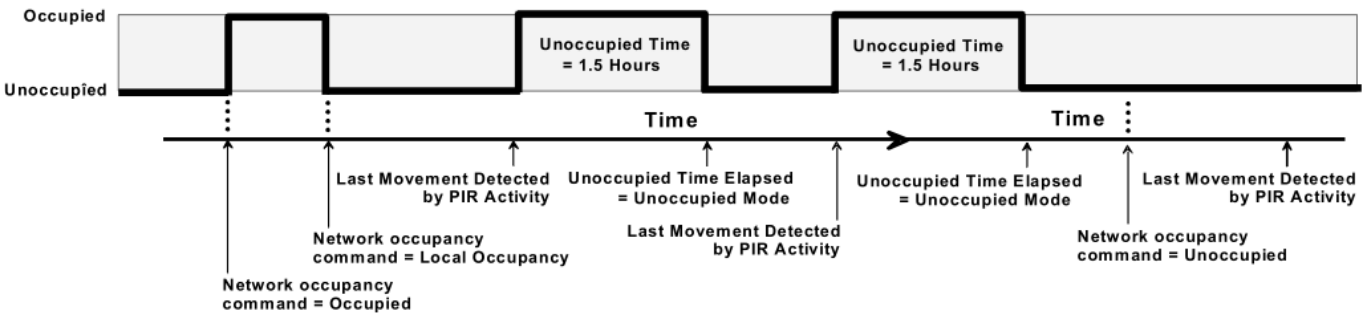 Occupied
Unoccupied
Unoccupied Time
= 1.5 Hours
Unoccupied Time
= 1.5 Hours
Time
Time
Last Movement Detected
by PIR Activity
Unoccupied Time Elapsed
= Unoccupied Mode
Last Movement Detected
by PIR Activity
Unoccupied Time Elapsed
= Unoccupied Mode
Last Movement Detected
by PIR Activity
Network occupancy
command = Local Occupancy
Network occupancy
command = Unoccupied
Network occupancy
command = Occupied